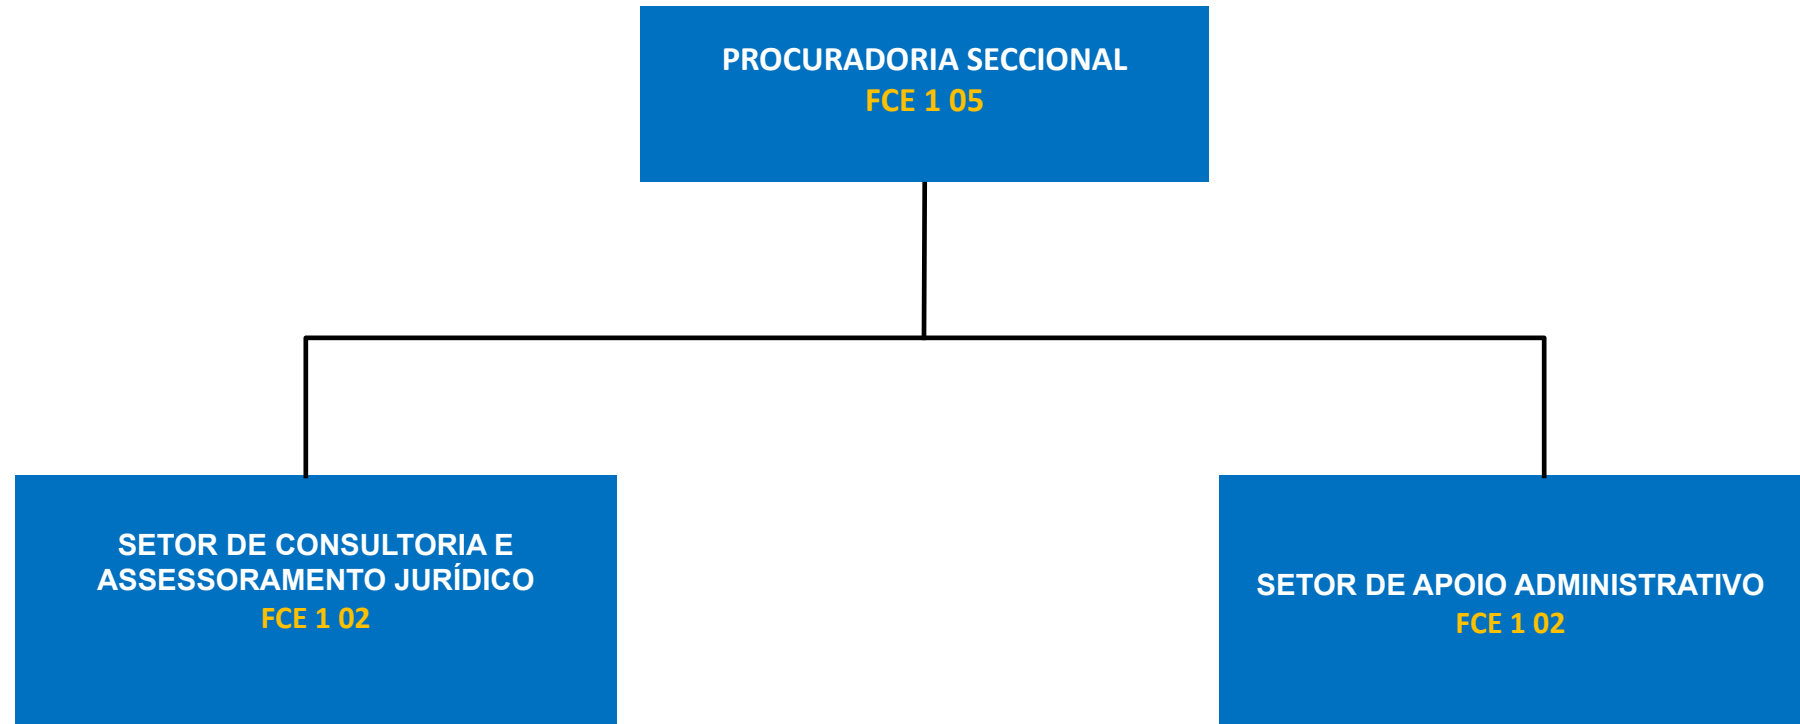 PROCURADORIA SECCIONAL
FCE 1 05
SETOR DE CONSULTORIA E
ASSESSORAMENTO JURÍDICO
FCE 1 02
SETOR DE APOIO ADMINISTRATIVO
FCE 1 02